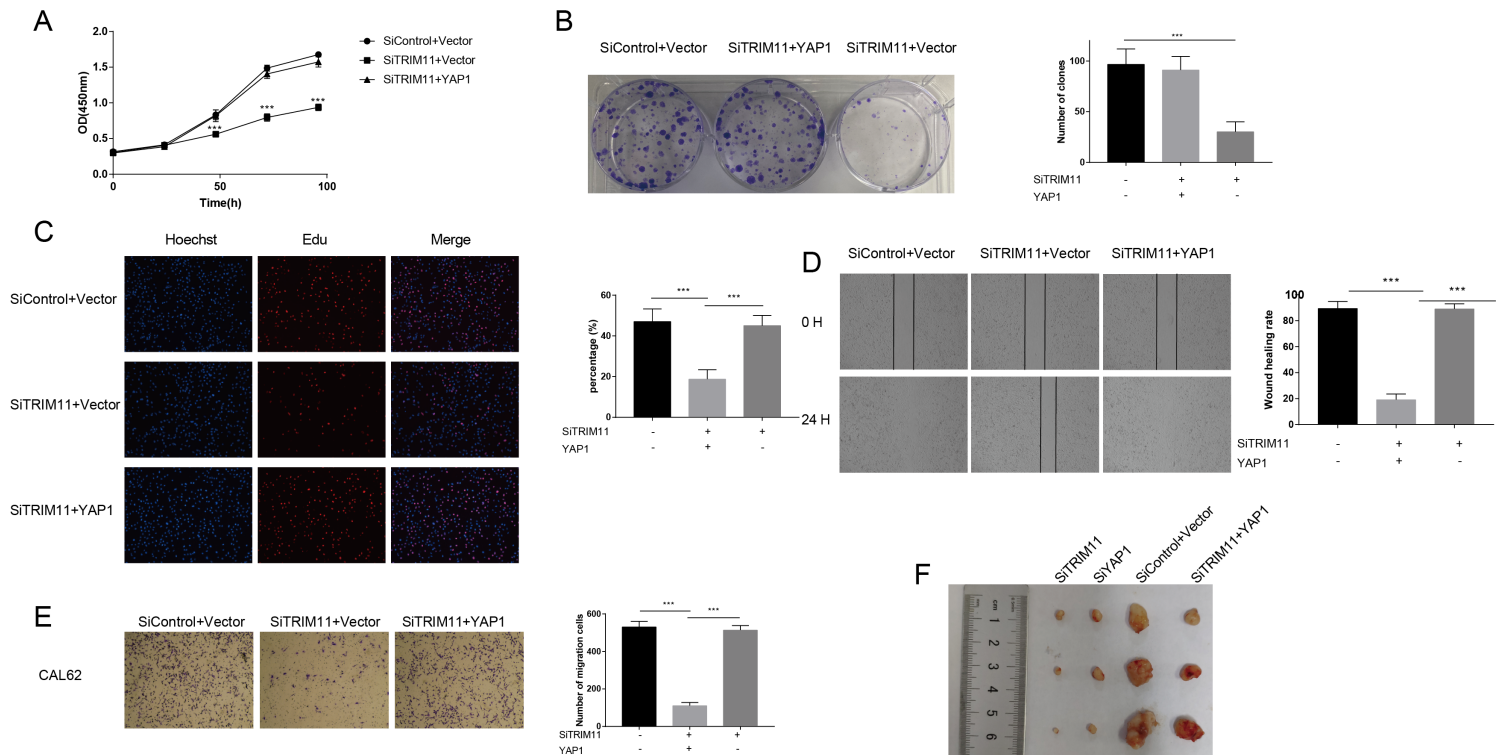 A
2.0
1.5
1.0
0.5
0.0
OD(450nm)
0
50
100
Time(h)
***
***
***
SiControl+Vector
SiTRIM11+Vector
SiTRIM11+YAP1
B
SiControl+Vector SiTRIM11+YAP1 SiTRIM11+Vector
***
100
50
0
Number of clones
SiTRIM11 - + +
YAP1 - + -
C
Hoechst Edu Merge
SiControl+Vector
SiTRIM11+Vector
SiTRIM11+YAP1
*** ***
60
40
20
0
percentage (%)
SiTRIM11 - + +
YAP1 - + -
D
SiControl+Vector SiTRIM11+Vector SiTRIM11+YAP1
0 H
24 H
*** ***
100
80
60
40
20
0
Wound healing rate
SiTRIM11 - + +
YAP1 - + -
E
SiControl+Vector SiTRIM11+Vector SiTRIM11+YAP1
CAL62
*** ***
600
400
200
0
Number of migration cells
SiTRIM11 - + +
YAP1 - + -
F
SiTRIM11
SiYAP1
SiControl+Vector
SiTRIM11+YAP1
cm
1
2
3
4
5
6